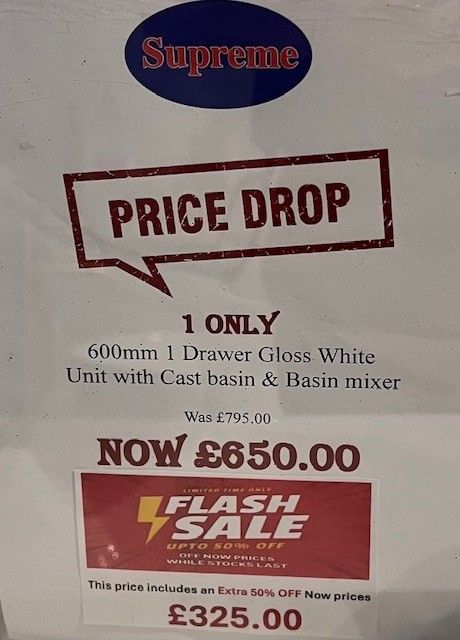 Supreme
PRICE DROP
1 ONLY
600mm 1 Drawer Gloss White
Unit with Cast basin & Basin mixer
Was £795.00
NOW £650.00
LIMITED TIME ONLY
FLASH
SALE
UPTO 50% OFF
OFF NOW PRICES
WHILE STOCKS LAST
This price includes an Extra 50% OFF Now prices
£325.00